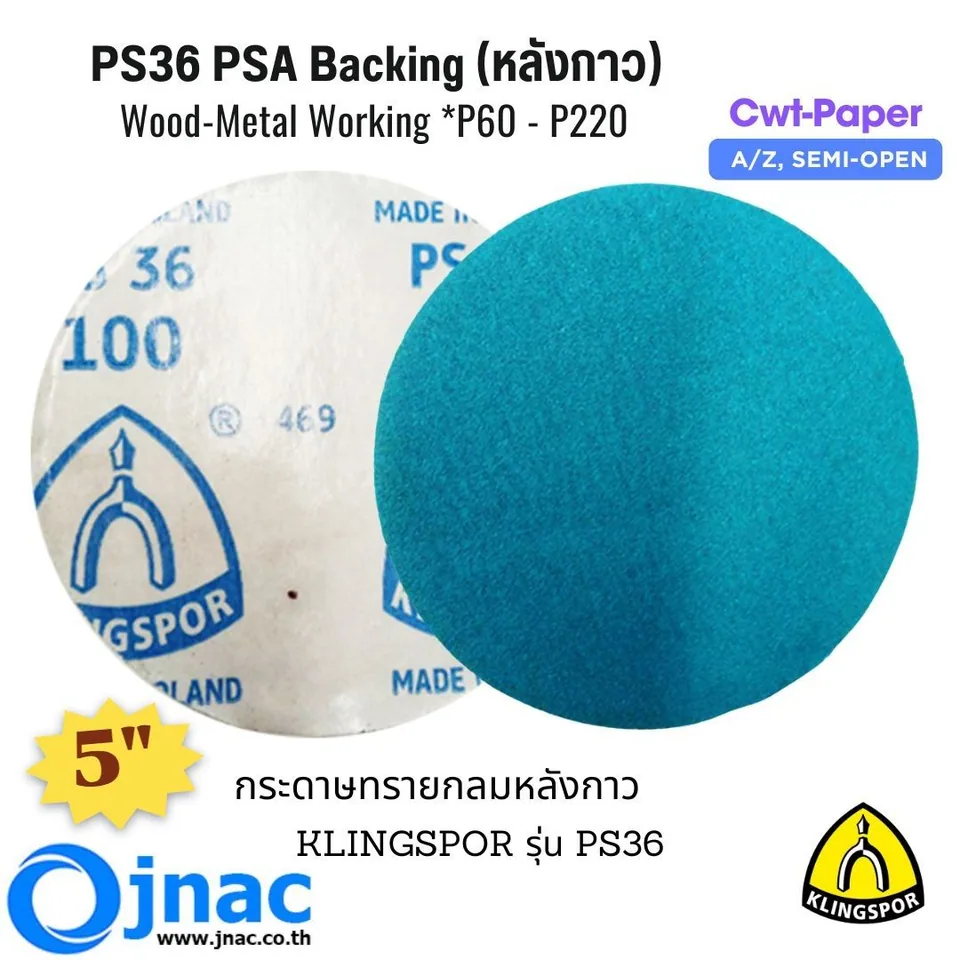 PS36 PSA Backing (หลังกาว)
Wood-Metal Working *P60 - P220
Cwt-Paper
A/Z, SEMI-OPEN
LAND
MADE
36
PS
100
® 469
KLINGSPOR
OLAND
MADE
5"
กระดาษทรายกลมหลังกาว
KLINGSPOR รุ่น PS36
jnac
www.jnac.co.th
KLINGSPOR